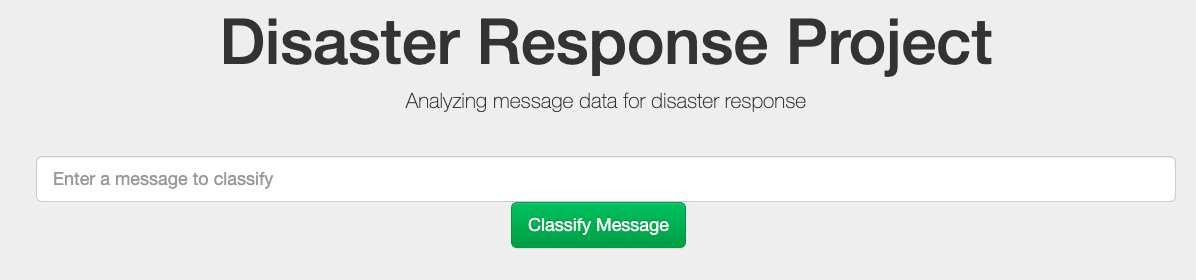 Disaster Response Project
Analyzing message data for disaster response
Enter a message to classify
Classify Message